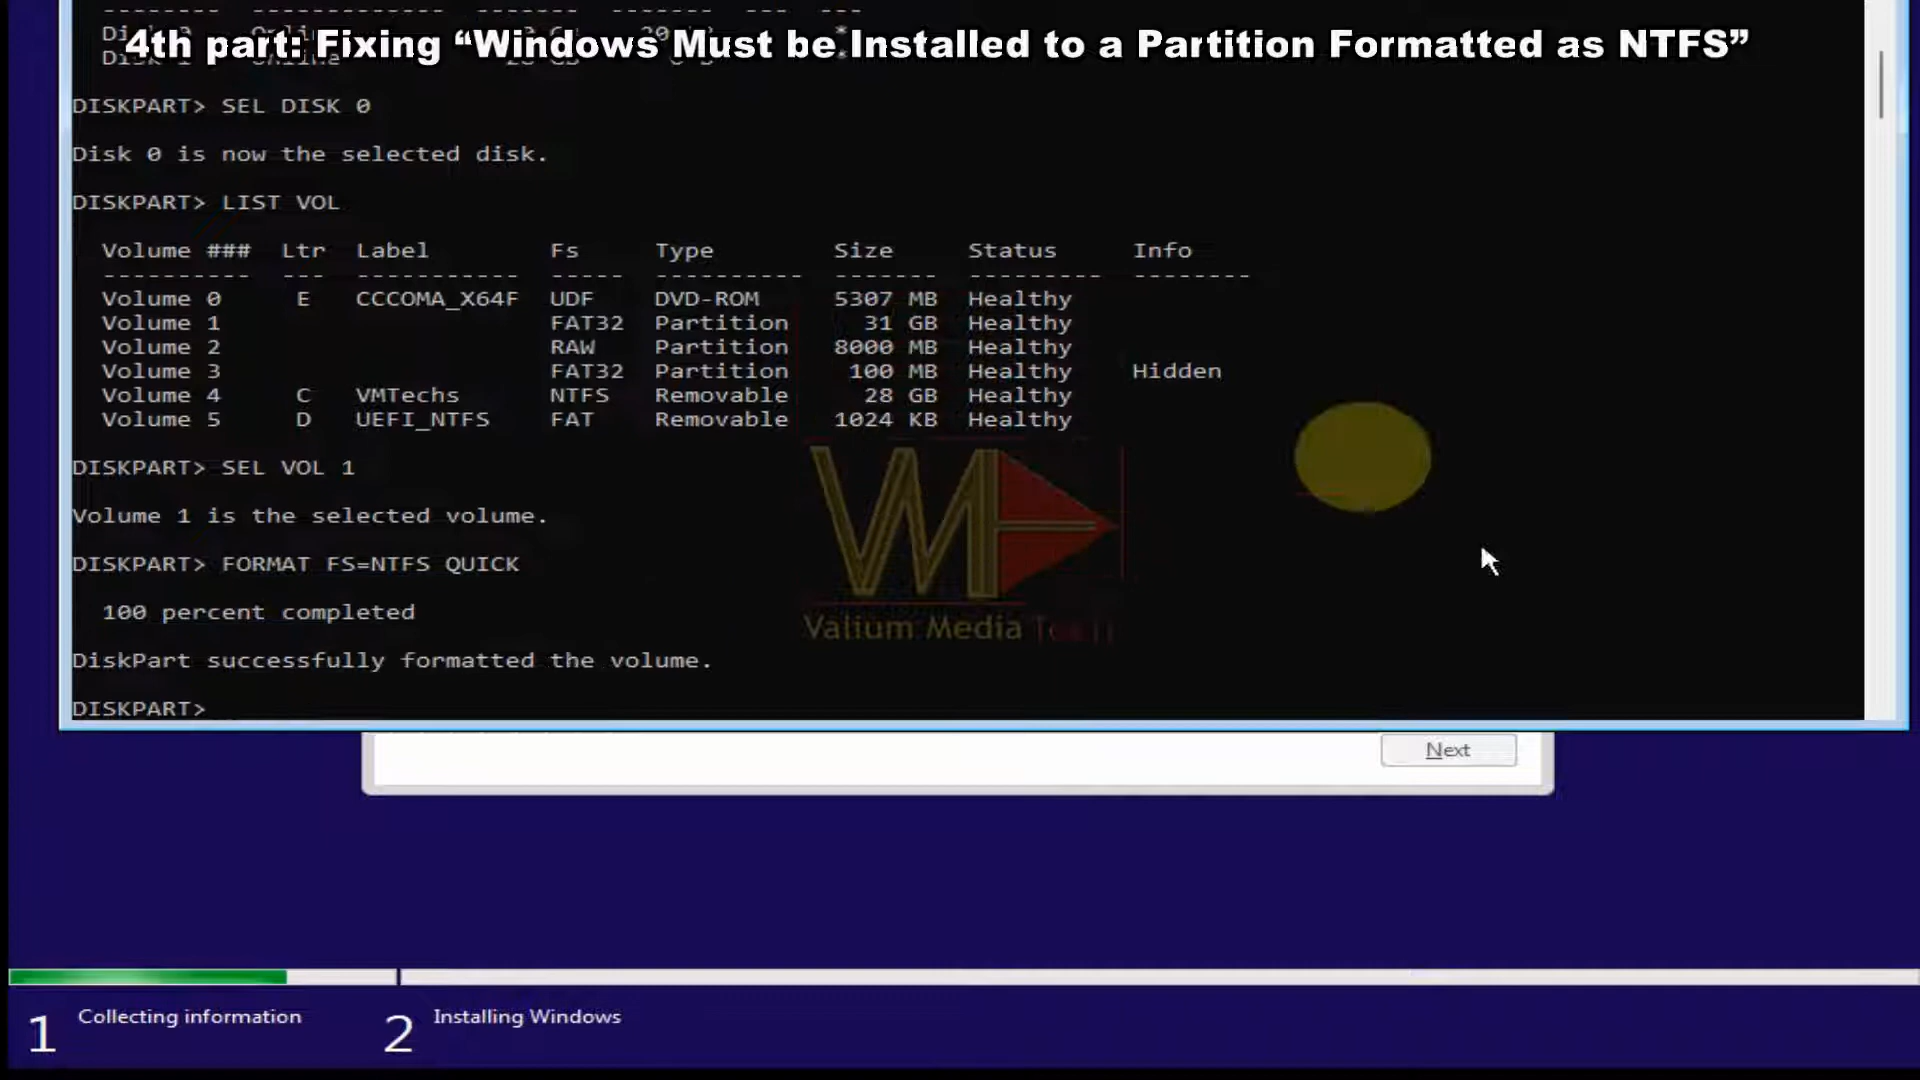 4th part: Fixing “Windows Must be Installed to a Partition Formatted as NTFS”
DISKPART> SEL DISK 0
Disk 0 is now the selected disk.
DISKPART> LIST VOL
Volume ### Ltr Label Fs Type Size Status Info
---------- --- ----------- ----- ---------- ------- --------- --------
Volume 0 E CCCOMA_X64F UDF DVD-ROM 5307 MB Healthy
Volume 1 FAT32 Partition 31 GB Healthy
Volume 2 RAW Partition 8000 MB Healthy
Volume 3 FAT32 Partition 100 MB Healthy Hidden
Volume 4 C VMTechs NTFS Removable 28 GB Healthy
Volume 5 D UEFI_NTFS FAT Removable 1024 KB Healthy
DISKPART> SEL VOL 1
Volume 1 is the selected volume.
DISKPART> FORMAT FS=NTFS QUICK
100 percent completed
Valium Media
DiskPart successfully formatted the volume.
DISKPART>
Next
1 Collecting information 2 Installing Windows